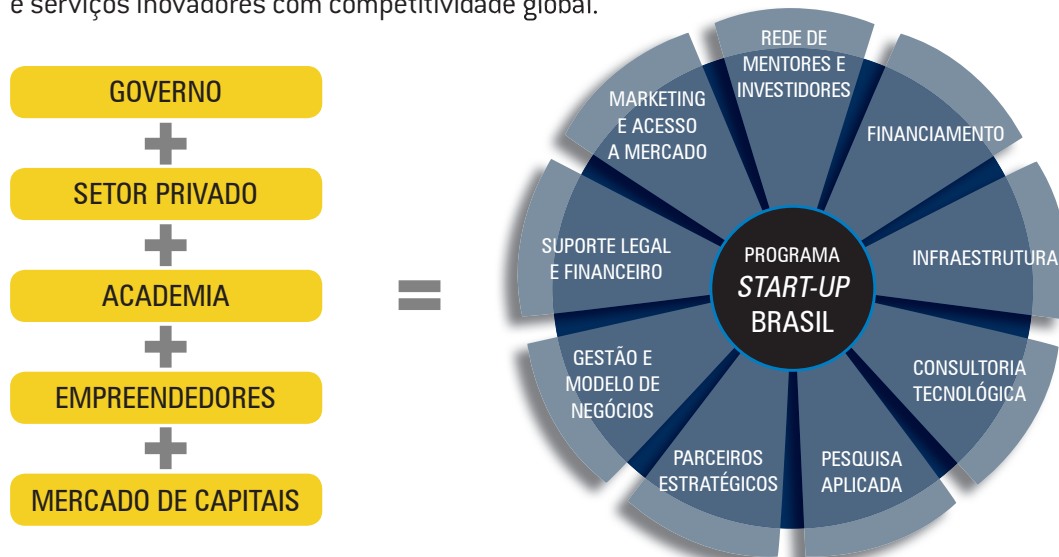 e serviços inovadores com competitividade global.
GOVERNO
+
SETOR PRIVADO
+
ACADEMIA
+
EMPREENDEDORES
+
MERCADO DE CAPITAIS
=
PROGRAMA
START-UP
BRASIL
REDE DE
MENTORES E
INVESTIDORES
FINANCIAMENTO
INFRAESTRUTURA
CONSULTORIA
TECNOLÓGICA
PESQUISA
APLICADA
PARCEIROS
ESTRATÉGICOS
GESTÃO E
MODELO DE
NEGÓCIOS
SUPORTE LEGAL
E FINANCEIRO
MARKETING
E ACESSO
A MERCADO